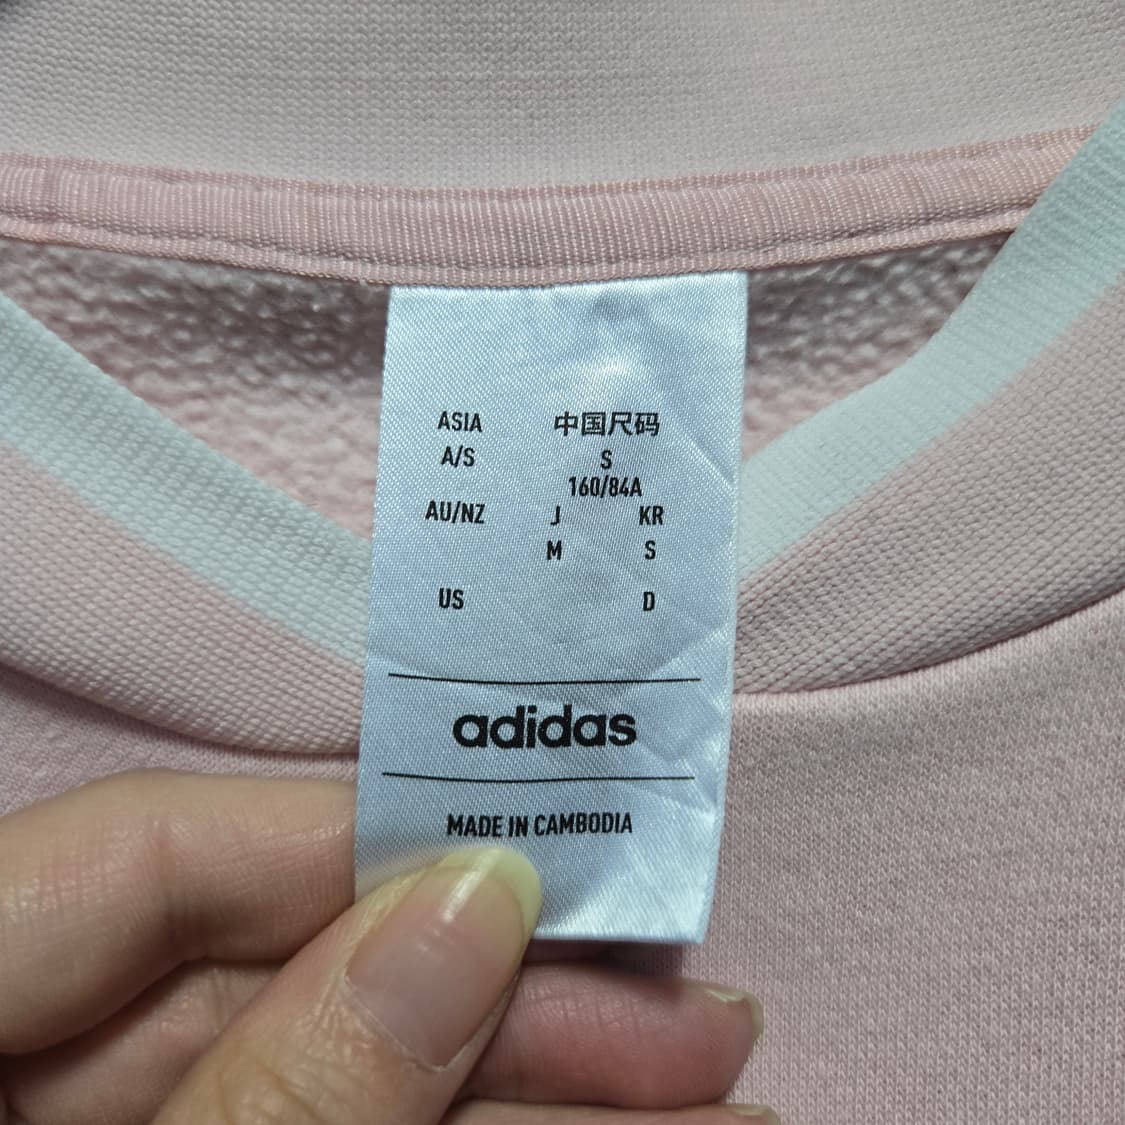 ASIA 中国尺码
A/S S
160/84A
AU/NZ J KR
M S
US D
adidas
MADE IN CAMBODIA